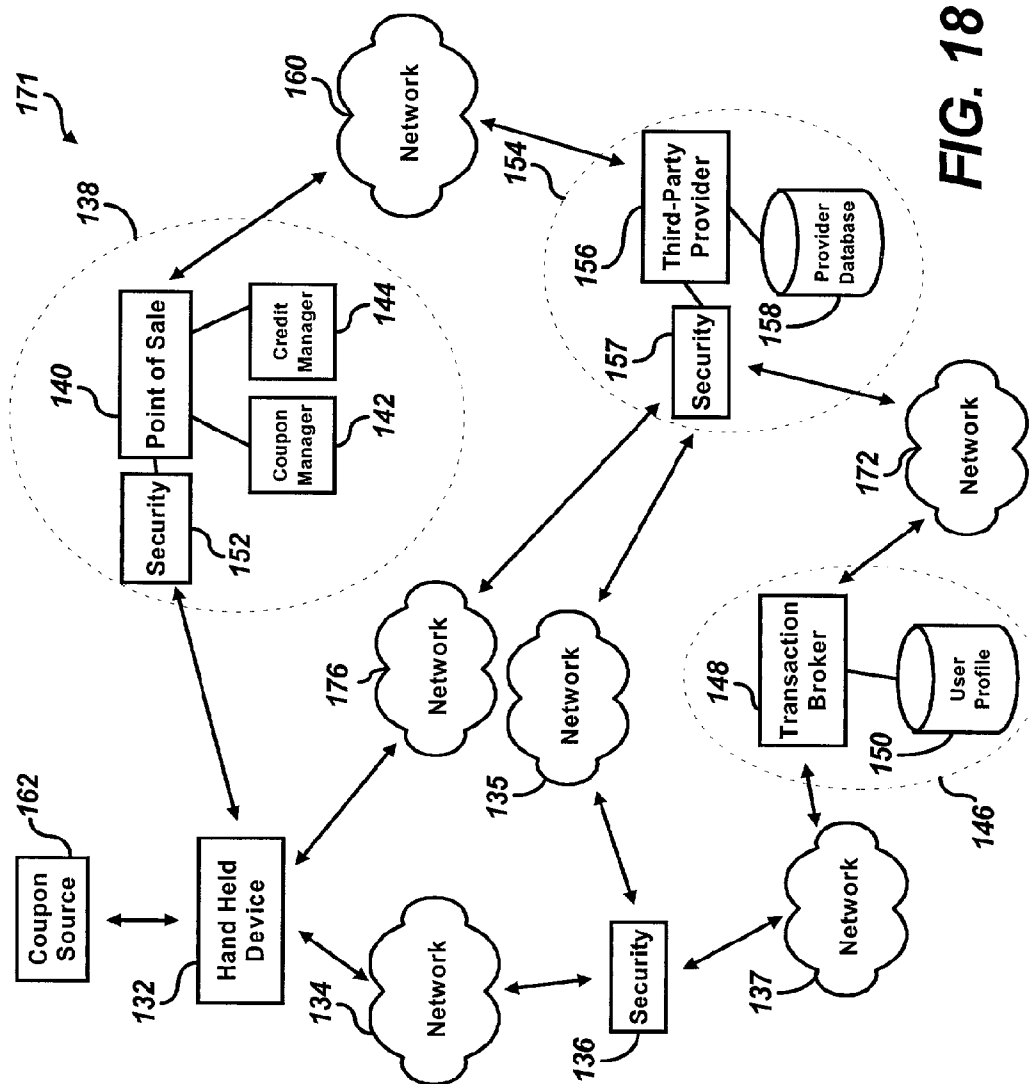 171
162
Coupon
Source
132
Hand Held
Device
138
140
Point of Sale
152
Security
142
Coupon
Manager
144
Credit
Manager
160
Network
176
Network
134
Network
135
Network
154
156
Third-Party
Provider
157
Security
158
Provider
Database
136
Security
137
Network
148
Transaction
Broker
150
User
Profile
146
172
Network
FIG. 18